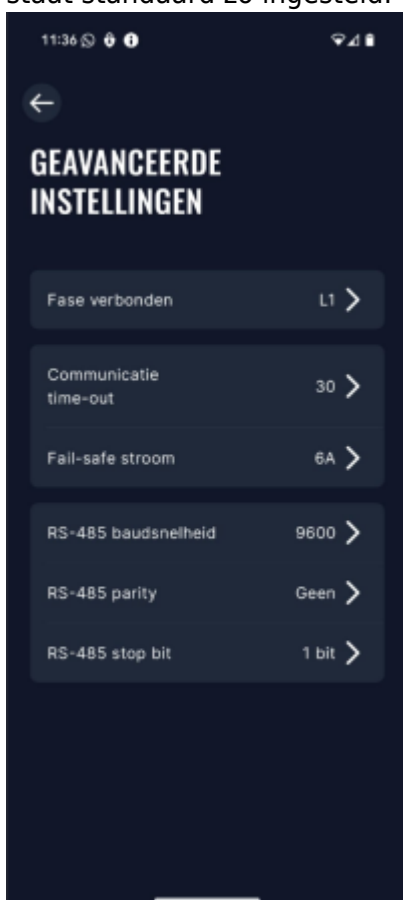 staat standaard zo ingesteld.
11:36
GEAVANCEERDE
INSTELLINGEN
Fase verbonden L1
Communicatie
time-out 30
Fail-safe stroom 6A
RS-485 baudsnelheid 9600
RS-485 parity Geen
RS-485 stop bit 1 bit